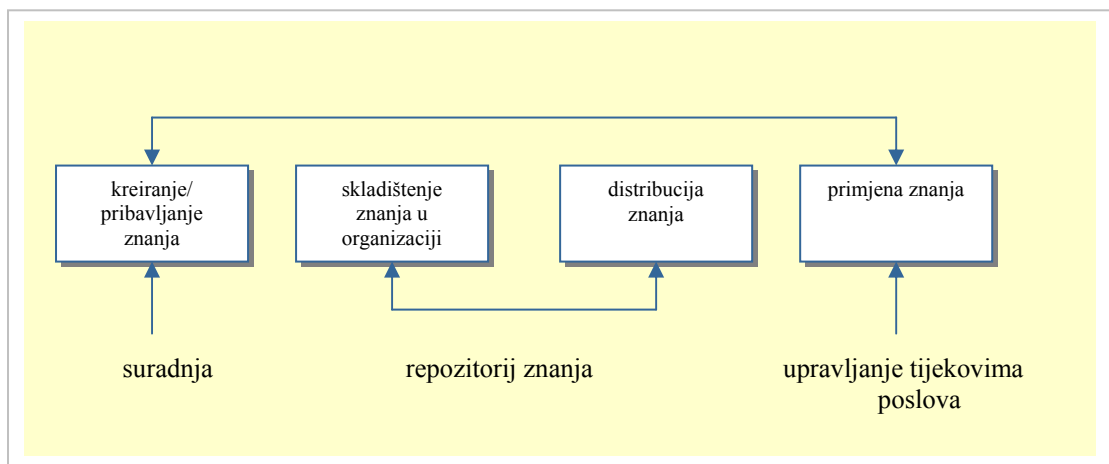 kreiranje/
pribavljanje
znanja
skladištenje
znanja u
organizaciji
distribucija
znanja
primjena znanja
suradnja
repozitorij znanja
upravljanje tijekovima
poslova